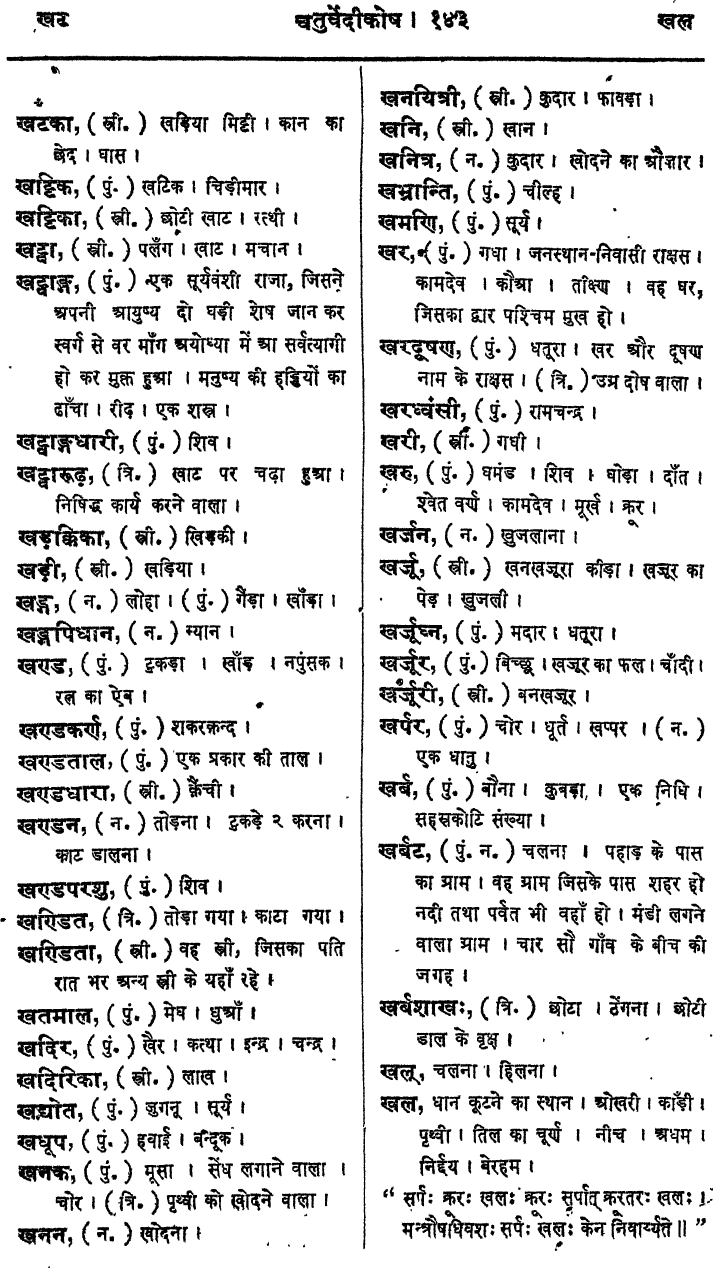 खट
चतुर्वेदीकोष । १४३
खल
खटका, ( स्त्री. ) खड़िया मिट्टी । कान का
छेद । घास ।
खट्टिक, ( पुं. ) खटिक । चिड़ीमार ।
खट्टिका, ( स्त्री. ) छोटी खाट । रत्थी ।
खट्वा, ( स्त्री. ) पलँग । खाट । मचान ।
खट्वाङ्ग, ( पुं. ) एक सूर्यवंशी राजा, जिसने
अपनी आयुष्य दो घड़ी शेष जान कर
स्वर्ग से वर माँग अयोध्या में आ सर्वत्यागी
हो कर मुक्त हुआ । मनुष्य की हड्डियों का
ढाँचा । रीढ़ । एक शस्त्र ।
खट्वाङ्गधारी, ( पुं. ) शिव ।
खट्वारूढ़, ( त्रि. ) खाट पर चढ़ा हुआ ।
निषिद्ध कार्य करने वाला ।
खड़क्किका, ( स्त्री. ) खिड़की ।
खड़ी, ( स्त्री. ) खड़िया ।
खड्ग, ( न. ) लोहा । ( पुं. ) गैंडा । खाँडा ।
खड्गपिधान, ( न. ) म्यान ।
खण्ड, ( पुं. ) टुकड़ा । खाँड़ । नपुंसक ।
रत्न का ऐब ।
खण्डकर्ण, ( पुं. ) शकरकन्द ।
खण्डताल, ( पुं. ) एक प्रकार की ताल ।
खण्डधारा, ( स्त्री. ) कैंची ।
खण्डन, ( न. ) तोड़ना । टुकड़े २ करना ।
काट डालना ।
खण्डपरशु, ( पुं. ) शिव ।
खण्डित, ( त्रि. ) तोड़ा गया । काटा गया ।
खण्डिता, ( स्त्री. ) वह स्त्री, जिसका पति
रात भर अन्य स्त्री के यहाँ रहे ।
खतमाल, ( पुं. ) मेघ । धुआँ ।
खदिर, ( पुं. ) खैर । कत्था । इन्द्र । चन्द्र ।
खदिरिका, ( स्त्री. ) लाख ।
खद्योत, ( पुं. ) जुगनू । सूर्य ।
खधूप, ( पुं. ) हवाई । बन्दूक ।
खनक, ( पुं. ) मूसा । सेंध लगाने वाला ।
चोर । ( त्रि. ) पृथ्वी को खोदने वाला ।
खनन, ( न. ) खोदना ।
खनयित्री, ( स्त्री. ) कुदार । फावड़ा ।
खनि, ( स्त्री. ) खान ।
खनित्र, ( न. ) कुदार । खोदने का औज़ार ।
खभ्रान्ति, ( पुं. ) चील्ह ।
खमणि, ( पुं. ) सूर्य ।
खर, ( पुं. ) गधा । जनस्थान-निवासी राक्षस ।
कामदेव । कौआ । तीक्ष्ण । वह घर,
जिसका द्वार पश्चिम मुख हो ।
खरदूषण, ( पुं. ) धतूरा । खर और दूषण
नाम के राक्षस । ( त्रि. ) उग्र दोष वाला ।
खरध्वंसी, ( पुं. ) रामचन्द्र ।
खरी, ( स्त्री. ) गधी ।
खरु, ( पुं. ) घमंड । शिव । घोड़ा । दाँत ।
श्वेत वर्ण । कामदेव । मूर्ख । क्रूर ।
खर्जन, ( न. ) खुजलाना ।
खर्जू, ( स्त्री. ) खनखजूरा कीड़ा । खजूर का
पेड़ । खुजली ।
खर्जूघ्न, ( पुं. ) मदार । धतूरा ।
खर्जूर, ( पुं. ) बिच्छू । खजूर का फल । चाँदी ।
खर्जूरी, ( स्त्री. ) बनखजूर ।
खर्पर, ( पुं. ) चोर । धूर्त । खप्पर । ( न. )
एक धातु ।
खर्ब, ( पुं. ) बौना । कुबड़ा । एक निधि ।
सहस्रकोटि संख्या ।
खर्बट, ( पुं. न. ) चलना । पहाड़ के पास
का ग्राम । वह ग्राम जिसके पास शहर हो
नदी तथा पर्वत भी वहाँ हो । मंडी लगने
वाला ग्राम । चार सौ गाँव के बीच की
जगह ।
खर्बशाखः, ( त्रि. ) छोटा । ठेंगना । छोटी
डाल के वृक्ष ।
खल्, चलना । हिलना ।
खल, धान कूटने का स्थान । ओखरी । काँड़ी ।
पृथ्वी । तिल का चूर्ण । नीच । अधम ।
निर्द्दय । बेरहम ।
“ सर्पः क्रूरः खलः क्रूरः सर्पात् क्रूरतरः खलः ।
मन्त्रौषधिवशः सर्पः खलः केन निवार्य्यते ॥ ”